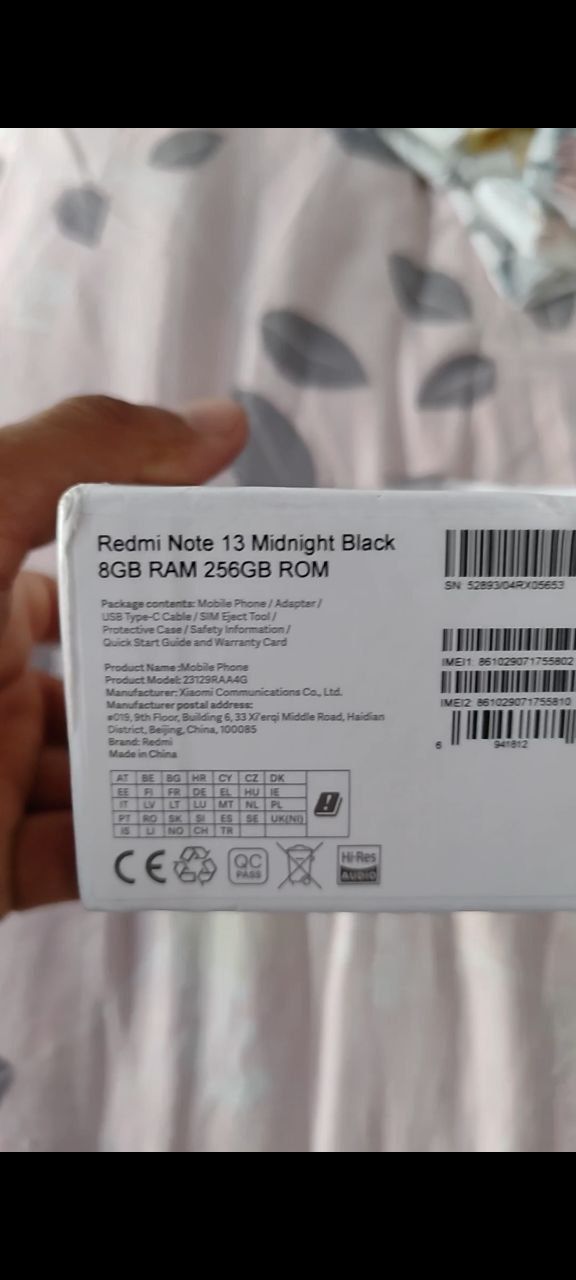 Redmi Note 13 Midnight Black
8GB RAM 256GB ROM
Package contents: Mobile Phone / Adapter /
USB Type-C Cable / SIM Eject Tool /
Protective Case / Safety Information /
Quick Start Guide and Warranty Card
Product Name:Mobile Phone
Product Model: 23129RAA4G
Manufacturer: Xiaomi Communications Co., Ltd.
Manufacturer postal address:
#019, 9th Floor, Building 6, 33 Xi'erqi Middle Road, Haidian
District, Beijing, China, 100085
Brand: Redmi
Made in China
AT BE BG HR CY CZ DK
EE FI FR DE EL HU IE
IT LV LT LU MT NL PL
PT RO SK SI ES SE UK(NI)
IS LI NO CH TR
CE
QC
PASS
Hi-Res
AUDIO
SN: 52893/04RX05653
IMEI1: 861029071755802
IMEI2: 861029071755810
6 941812